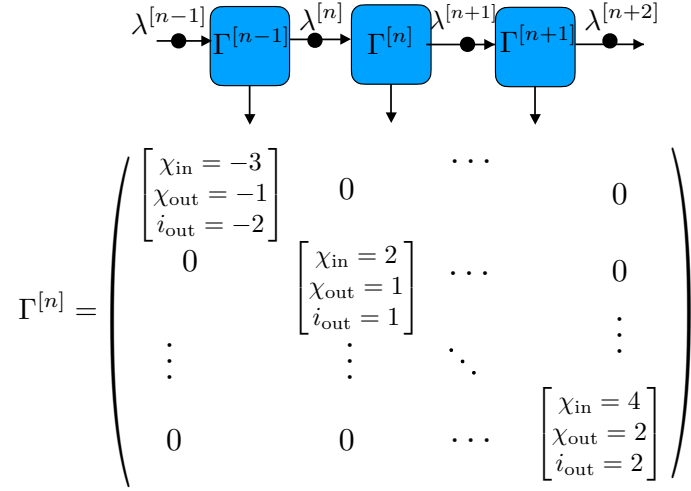 λ^[n−1] Γ^[n−1] λ^[n] Γ^[n] λ^[n+1] Γ^[n+1] λ^[n+2]
χ_in = −3 ⋯
χ_out = −1 0 0
i_out = −2
0 χ_in = 2 0
χ_out = 1 ⋯
i_out = 1
Γ^[n] =
⋮ ⋮ ⋱ ⋮
χ_in = 4
0 0 ⋯ χ_out = 2
i_out = 2